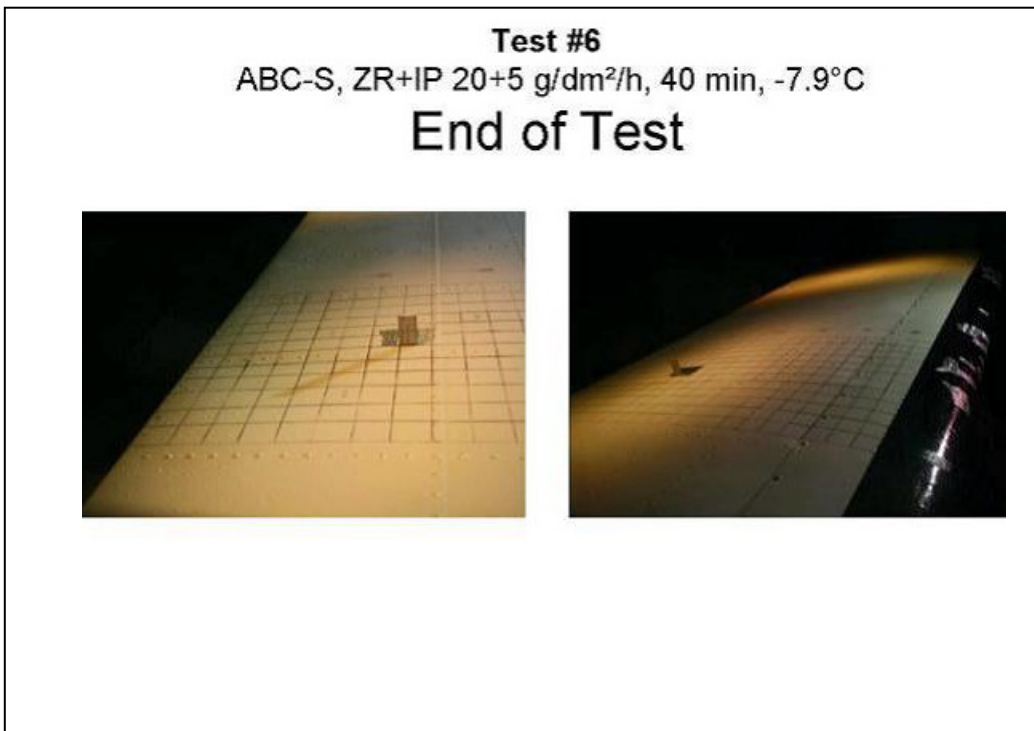 Test #6
ABC-S, ZR+IP 20+5 g/dm²/h, 40 min, -7.9°C
End of Test